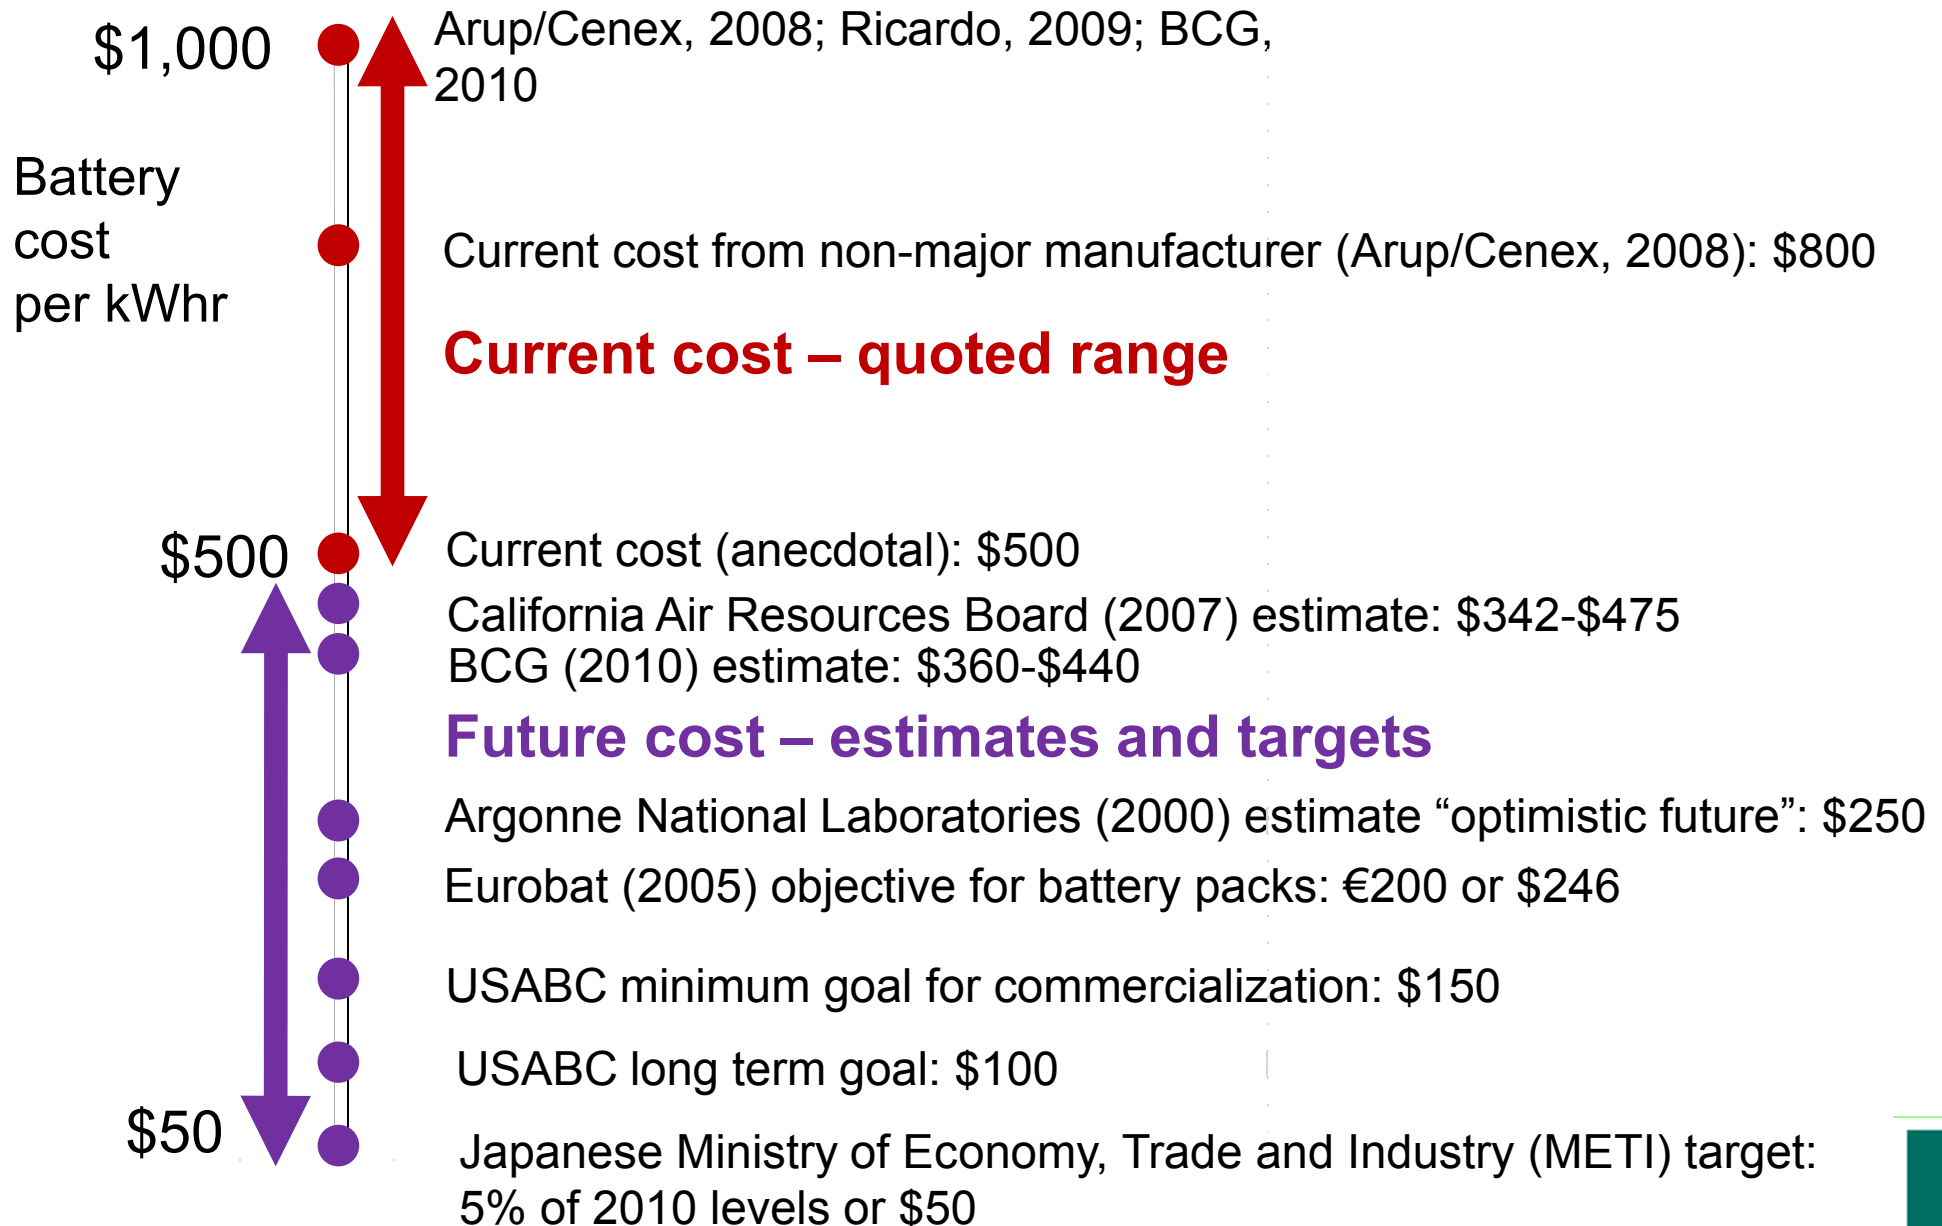 $1,000
Arup/Cenex, 2008; Ricardo, 2009; BCG,
2010
Battery
cost
per kWhr
Current cost from non-major manufacturer (Arup/Cenex, 2008): $800
Current cost – quoted range
$500
Current cost (anecdotal): $500
California Air Resources Board (2007) estimate: $342-$475
BCG (2010) estimate: $360-$440
Future cost – estimates and targets
Argonne National Laboratories (2000) estimate “optimistic future”: $250
Eurobat (2005) objective for battery packs: €200 or $246
USABC minimum goal for commercialization: $150
USABC long term goal: $100
$50
Japanese Ministry of Economy, Trade and Industry (METI) target:
5% of 2010 levels or $50